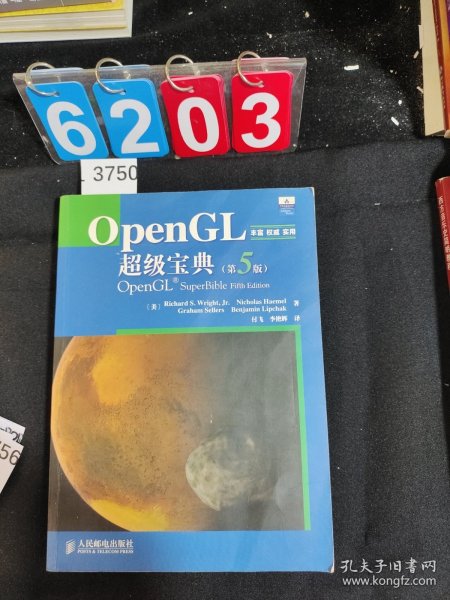 6203
3750
OpenGL
丰富 权威 实用
超级宝典(第5版)
OpenGL® SuperBible Fifth Edition
[美] Richard S. Wright, Jr. Nicholas Haemel 著
Graham Sellers Benjamin Lipchak
付飞 李艳辉 译
人民邮电出版社
POSTS & TELECOM PRESS
56
孔夫子旧书网
www.kongfz.com